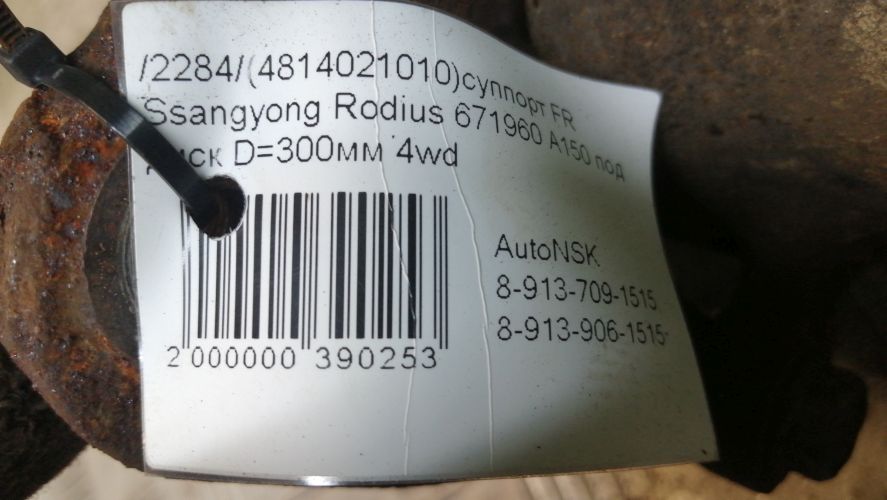 /2284/(4814021010)суппорт FR
Ssangyong Rodius 671960 A150 под
диск D=300мм 4wd
AutoNSK
8-913-709-1515
8-913-906-1515-
2 000000 390253